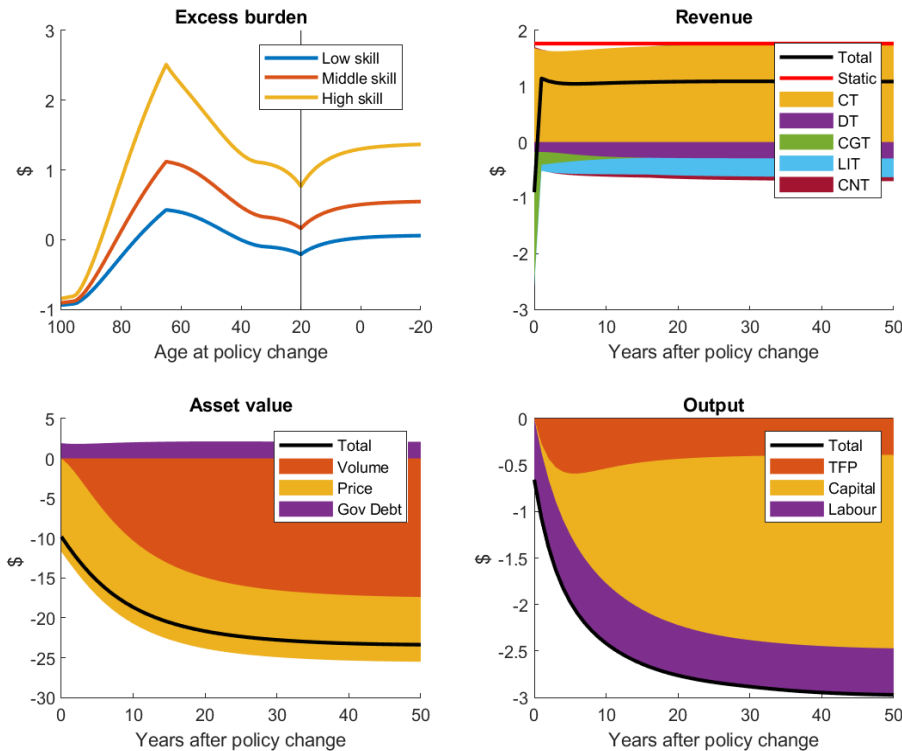 Excess burden
3
2
1
0
-1
$
100
80
60
40
20
0
-20
Age at policy change
Low skill
Middle skill
High skill
Revenue
2
1
0
-1
-2
-3
$
0
10
20
30
40
50
Years after policy change
Total
Static
CT
DT
CGT
LIT
CNT
Asset value
5
0
-5
-10
-15
-20
-25
-30
$
0
10
20
30
40
50
Years after policy change
Total
Volume
Price
Gov Debt
Output
0
-0.5
-1
-1.5
-2
-2.5
-3
$
0
10
20
30
40
50
Years after policy change
Total
TFP
Capital
Labour